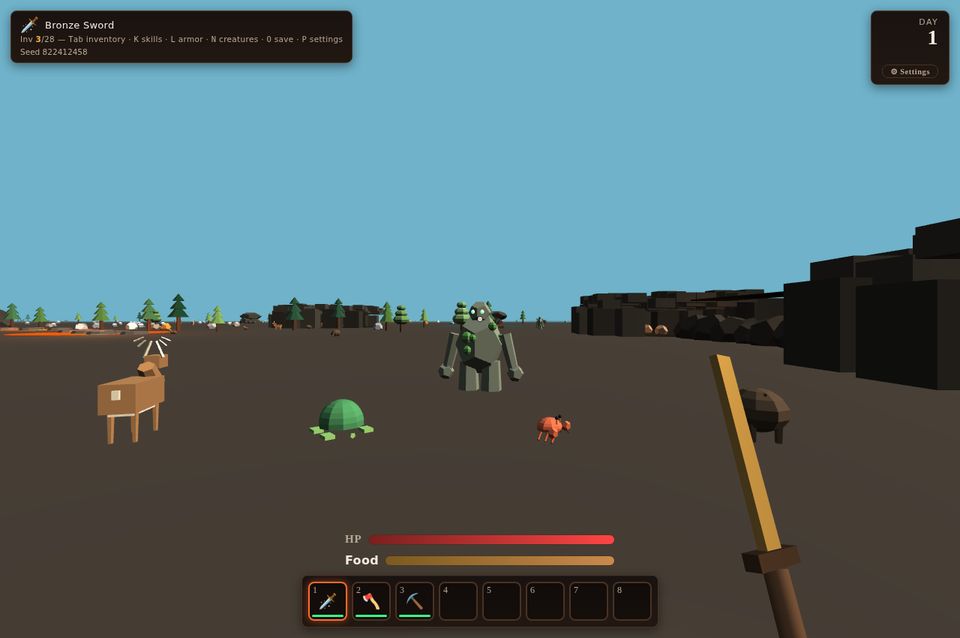 Bronze Sword
Inv 3/28 — Tab inventory · K skills · L armor · N creatures · O save · P settings
Seed 822412458
DAY
1
⚙ Settings
HP
Food
1 2 3 4 5 6 7 8